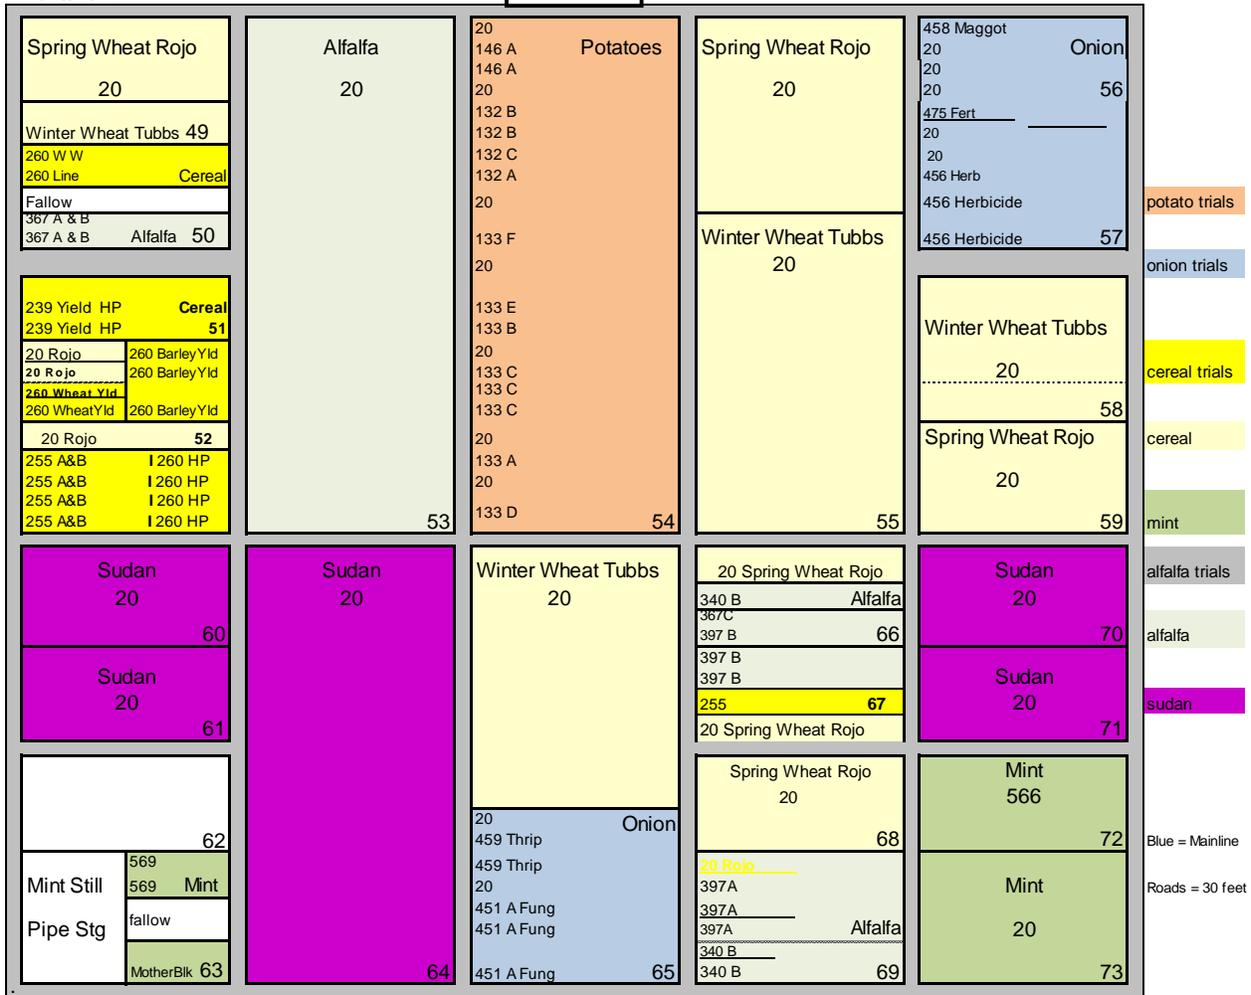 Spring Wheat Rojo
20
Winter Wheat Tubbs 49
260 W W
260 Line Cereal
Fallow
367 A & B
367 A & B Alfalfa 50
239 Yield HP Cereal
239 Yield HP 51
20 Rojo 260 BarleyYld
20 Rojo 260 BarleyYld
260 Wheat Yld
260 WheatYld 260 BarleyYld
20 Rojo 52
255 A&B I 260 HP
255 A&B I 260 HP
255 A&B I 260 HP
255 A&B I 260 HP
Alfalfa
20
53
20
146 A Potatoes
146 A
20
132 B
132 B
132 C
132 A
20
133 F
20
133 E
133 B
20
133 C
133 C
133 C
20
133 A
20
133 D 54
Spring Wheat Rojo
20
Winter Wheat Tubbs
20
55
458 Maggot
20 Onion
20
20 56
475 Fert
20
20
456 Herb
456 Herbicide
456 Herbicide 57
Winter Wheat Tubbs
20
58
Spring Wheat Rojo
20
59
Sudan
20
60
Sudan
20
61
62
Mint Still
Pipe Stg
569
569 Mint
fallow
MotherBlk 63
Sudan
20
64
Winter Wheat Tubbs
20
20 Onion
459 Thrip
459 Thrip
20
451 A Fung
451 A Fung
451 A Fung 65
20 Spring Wheat Rojo
340 B Alfalfa
367C
397 B 66
397 B
397 B
255 67
20 Spring Wheat Rojo
Spring Wheat Rojo
20
68
20 Rojo
397A
397A
397A Alfalfa
340 B
340 B 69
Sudan
20
70
Sudan
20
71
Mint
566
72
Mint
20
73
potato trials
onion trials
cereal trials
cereal
mint
alfalfa trials
alfalfa
sudan
Blue = Mainline
Roads = 30 feet